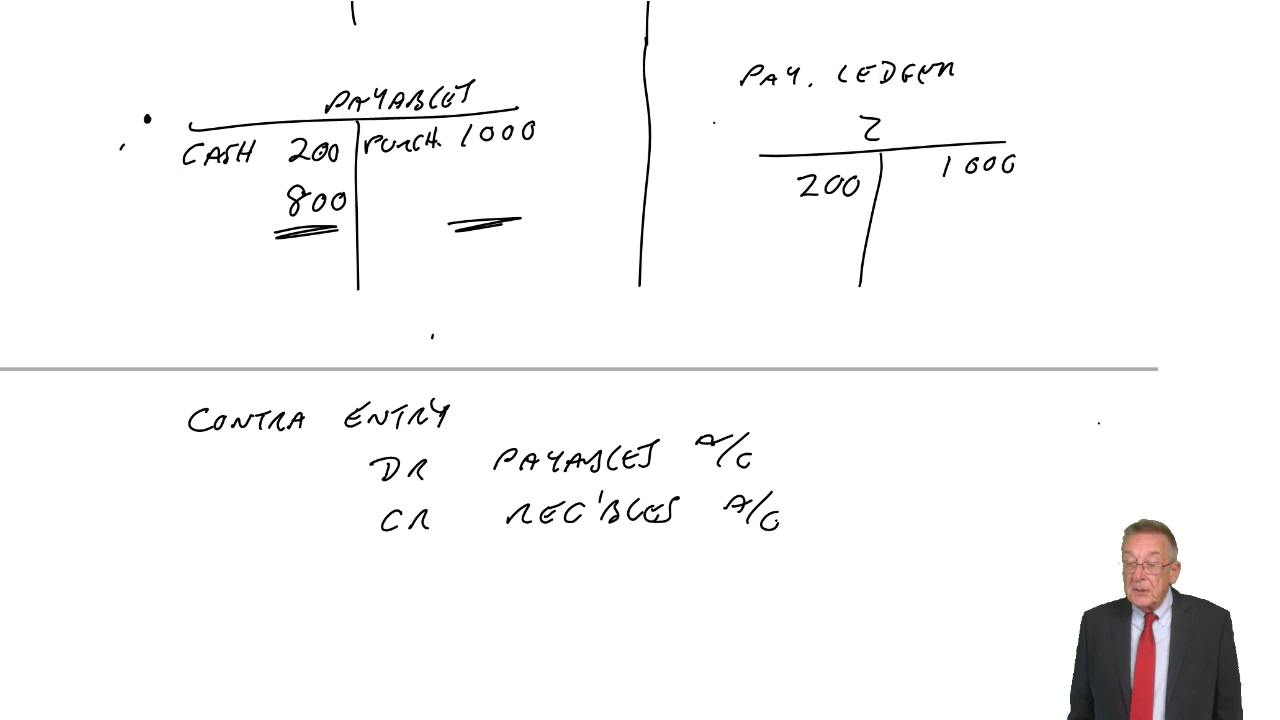 PAYABLES
CASH 200 PURCH. 1000
800
PAY. LEDGER
Z
200 1000
CONTRA ENTRY
DR PAYABLES A/C
CR REC'BLES A/C